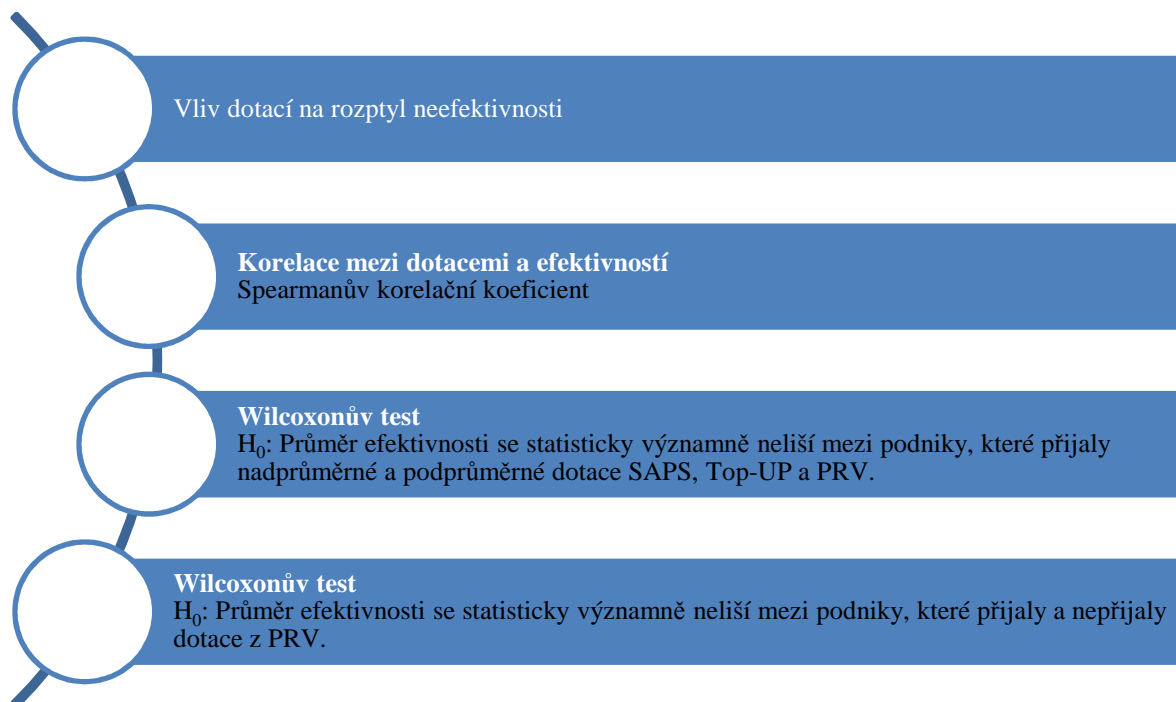 Vliv dotací na rozptyl neefektivnosti
Korelace mezi dotacemi a efektivností
Spearmanův korelační koeficient
Wilcoxonův test
H₀: Průměr efektivnosti se statisticky významně neliší mezi podniky, které přijaly
nadprůměrné a podprůměrné dotace SAPS, Top-UP a PRV.
Wilcoxonův test
H₀: Průměr efektivnosti se statisticky významně neliší mezi podniky, které přijaly a nepřijaly
dotace z PRV.